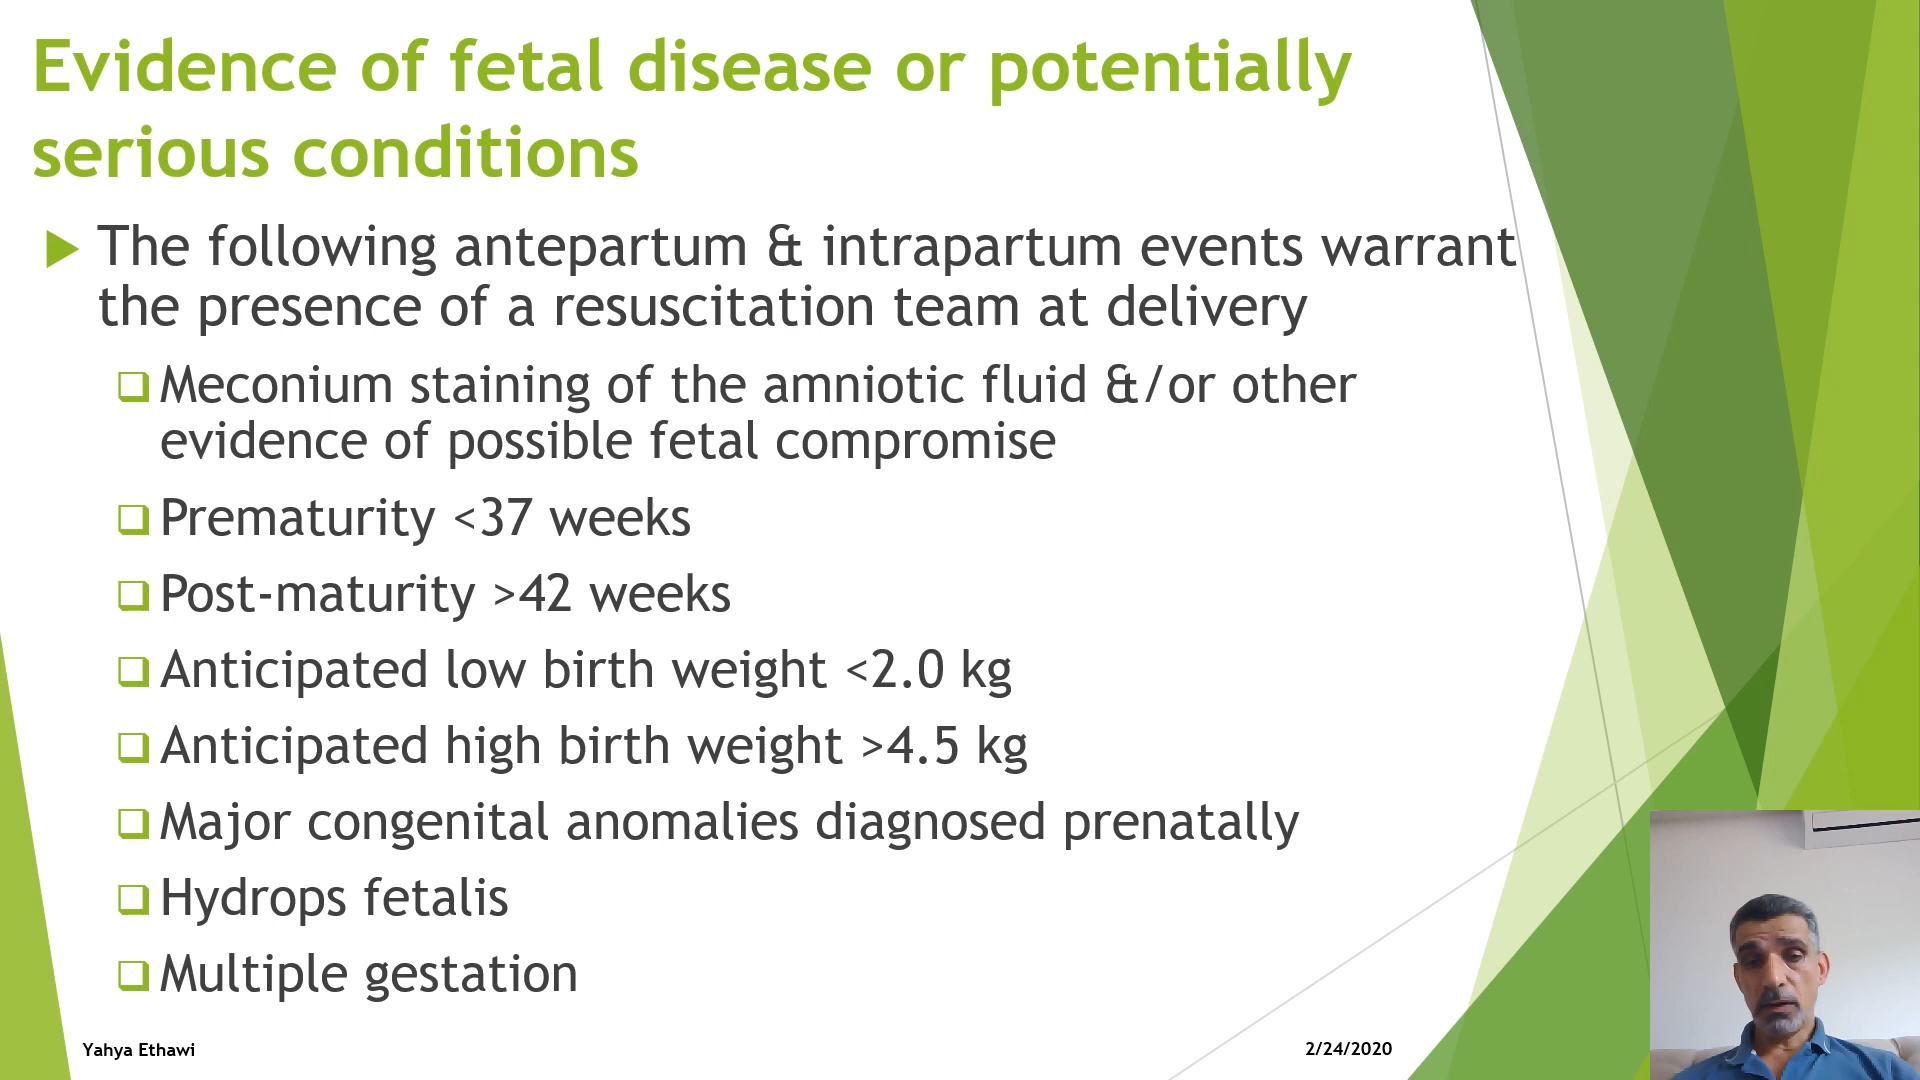 Evidence of fetal disease or potentially
serious conditions
The following antepartum & intrapartum events warrant
the presence of a resuscitation team at delivery
Meconium staining of the amniotic fluid &/or other
evidence of possible fetal compromise
Prematurity <37 weeks
Post-maturity >42 weeks
Anticipated low birth weight <2.0 kg
Anticipated high birth weight >4.5 kg
Major congenital anomalies diagnosed prenatally
Hydrops fetalis
Multiple gestation
Yahya Ethawi
2/24/2020